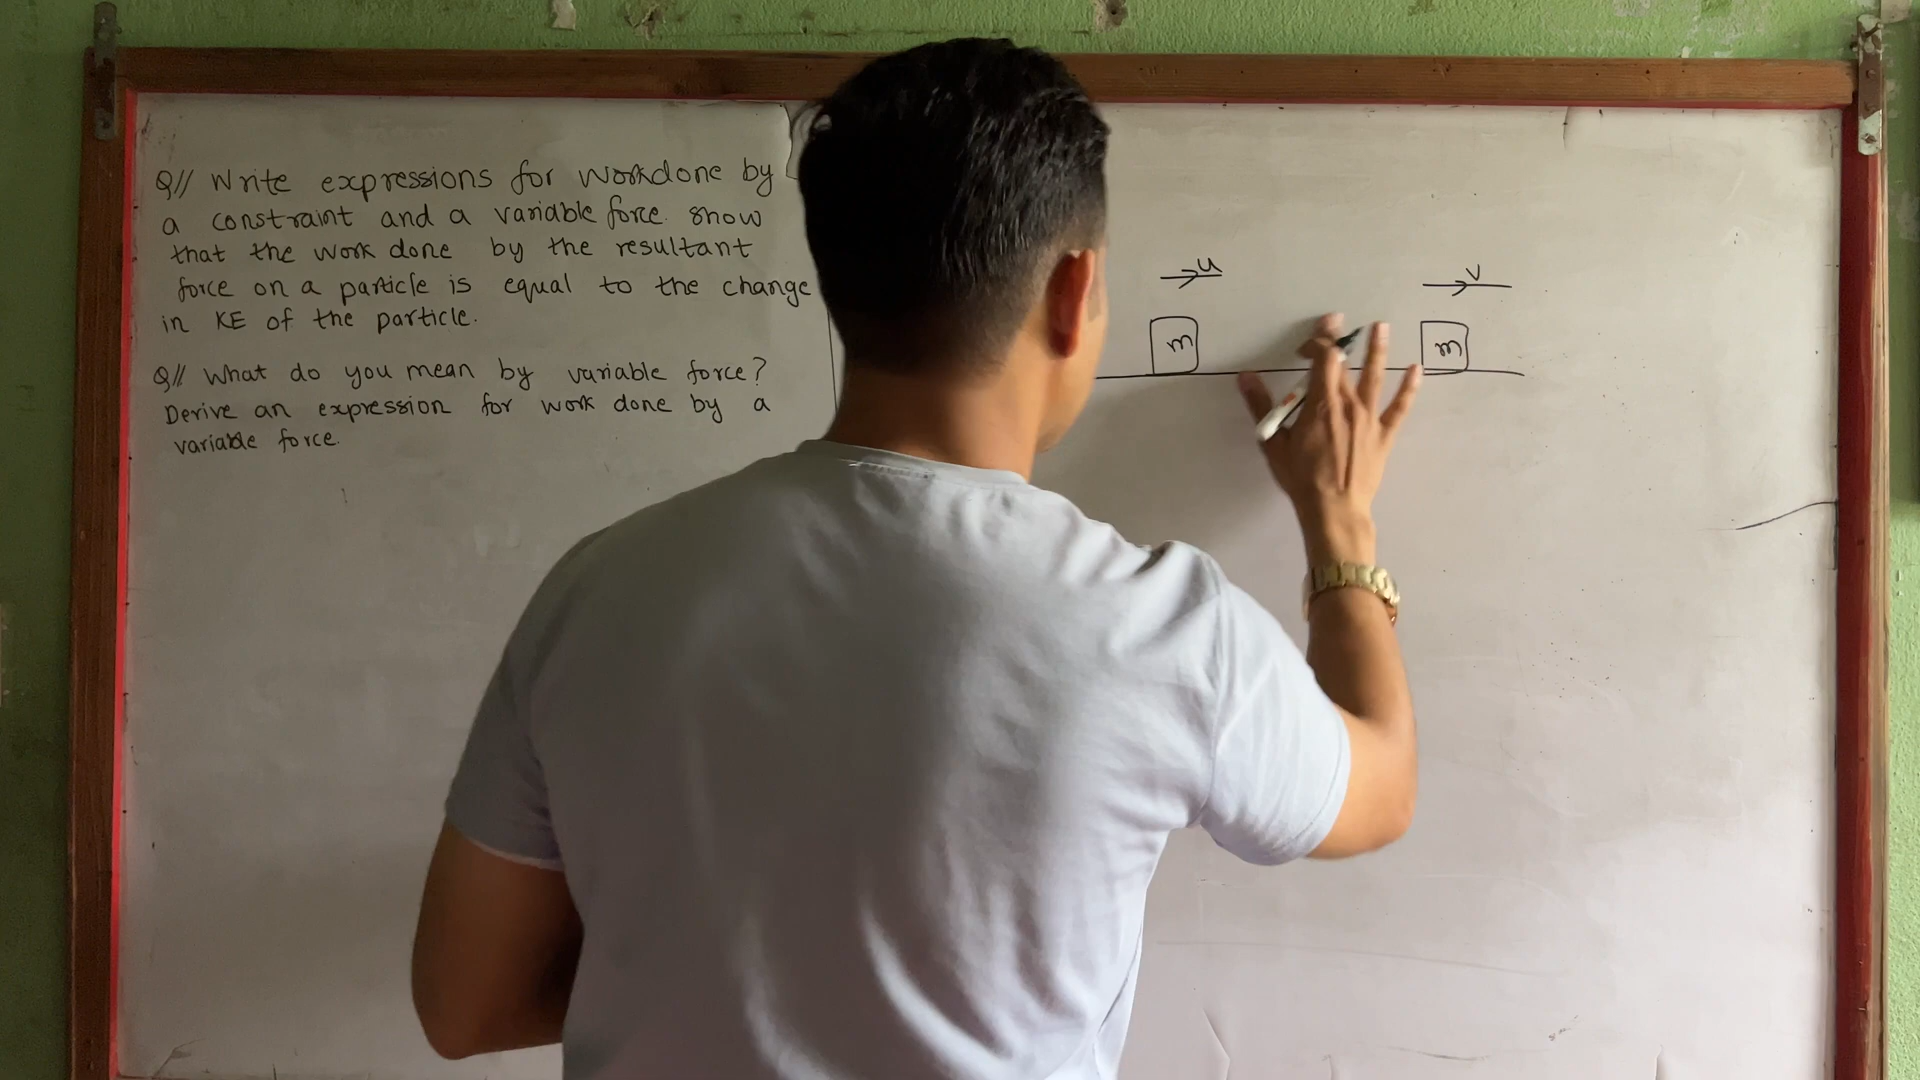 Q// Write expressions for workdone by
a constraint and a variable force. show
that the work done by the resultant
force on a particle is equal to the change
in KE of the particle.
Q// What do you mean by variable force?
Derive an expression for work done by a
variable force.
u
v
m
m